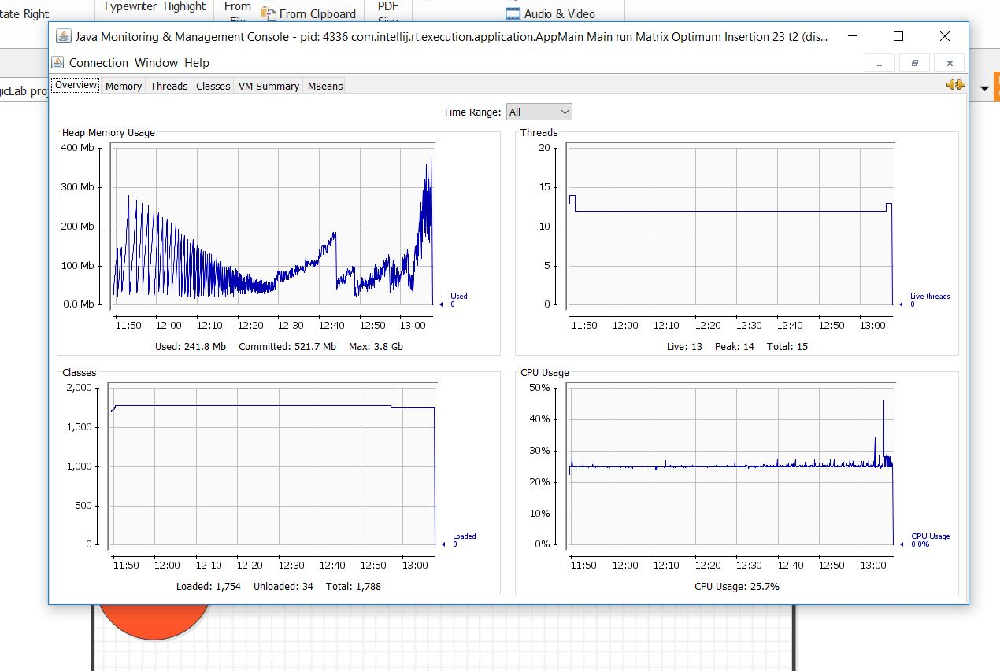 tate Right
Typewriter Highlight
From
File
From Clipboard
PDF
Sign
Audio & Video
Java Monitoring & Management Console - pid: 4336 com.intellij.rt.execution.application.AppMain Main run Matrix Optimum Insertion 23 t2 (dis...
Connection Window Help
gicLab pro
Overview Memory Threads Classes VM Summary MBeans
Time Range: All
Heap Memory Usage
400 Mb
300 Mb
200 Mb
100 Mb
0.0 Mb
Used
0
11:50 12:00 12:10 12:20 12:30 12:40 12:50 13:00
Used: 241.8 Mb Committed: 521.7 Mb Max: 3.8 Gb
Threads
20
15
10
5
0
Live threads
0
11:50 12:00 12:10 12:20 12:30 12:40 12:50 13:00
Live: 13 Peak: 14 Total: 15
Classes
2,000
1,500
1,000
500
0
Loaded
0
11:50 12:00 12:10 12:20 12:30 12:40 12:50 13:00
Loaded: 1,754 Unloaded: 34 Total: 1,788
CPU Usage
50%
40%
30%
20%
10%
0%
CPU Usage
0.0%
11:50 12:00 12:10 12:20 12:30 12:40 12:50 13:00
CPU Usage: 25.7%